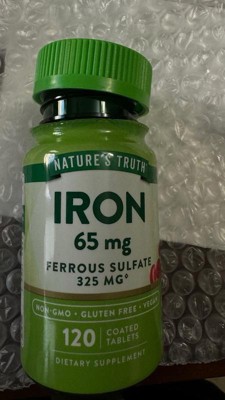 NATURE'S TRUTH
IRON
65 mg
FERROUS SULFATE
325 MG◊
NON-GMO • GLUTEN FREE • VEGAN
120 COATED TABLETS
DIETARY SUPPLEMENT